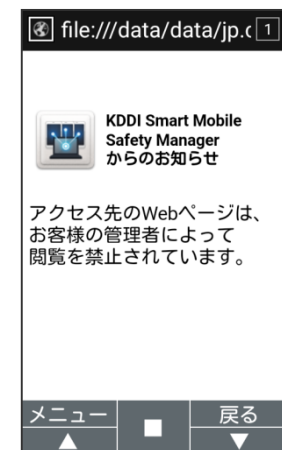 file:///data/data/jp.c 1
KDDI Smart Mobile
Safety Manager
からのお知らせ
アクセス先のWebページは、
お客様の管理者によって
閲覧を禁止されています。
メニュー 戻る